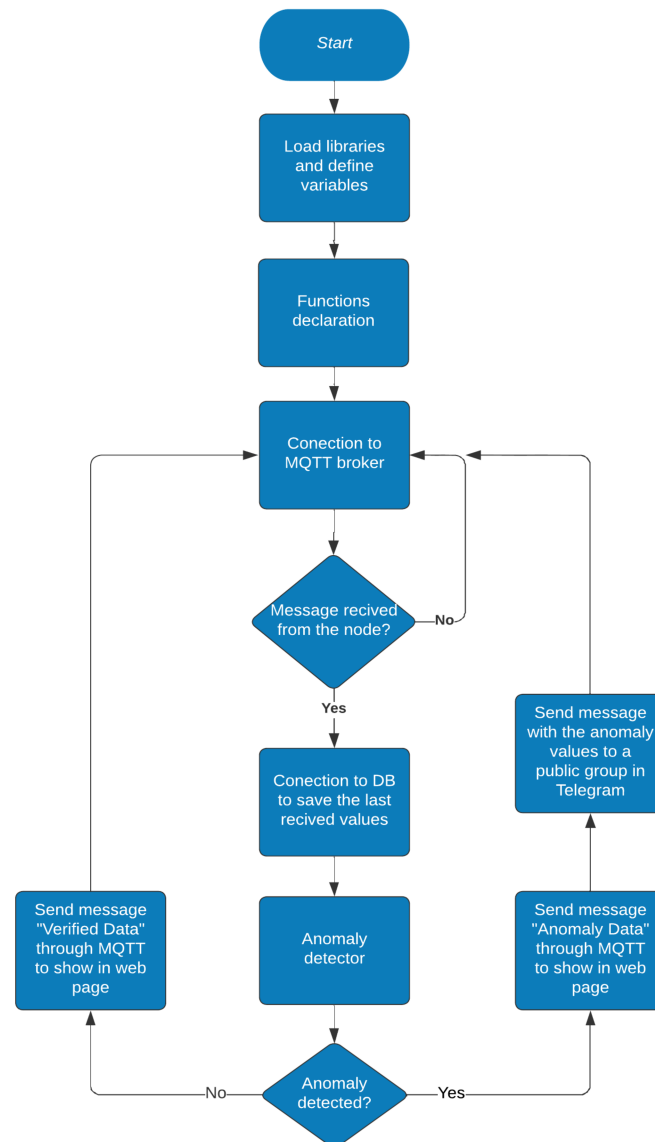 Start
Load libraries
and define
variables
Functions
declaration
Conection to
MQTT broker
Message recived
from the node?
No
Yes
Conection to DB
to save the last
recived values
Anomaly
detector
Anomaly
detected?
No
Send message
"Verified Data"
through MQTT
to show in web
page
Yes
Send message
"Anomaly Data"
through MQTT
to show in web
page
Send message
with the anomaly
values to a
public group in
Telegram